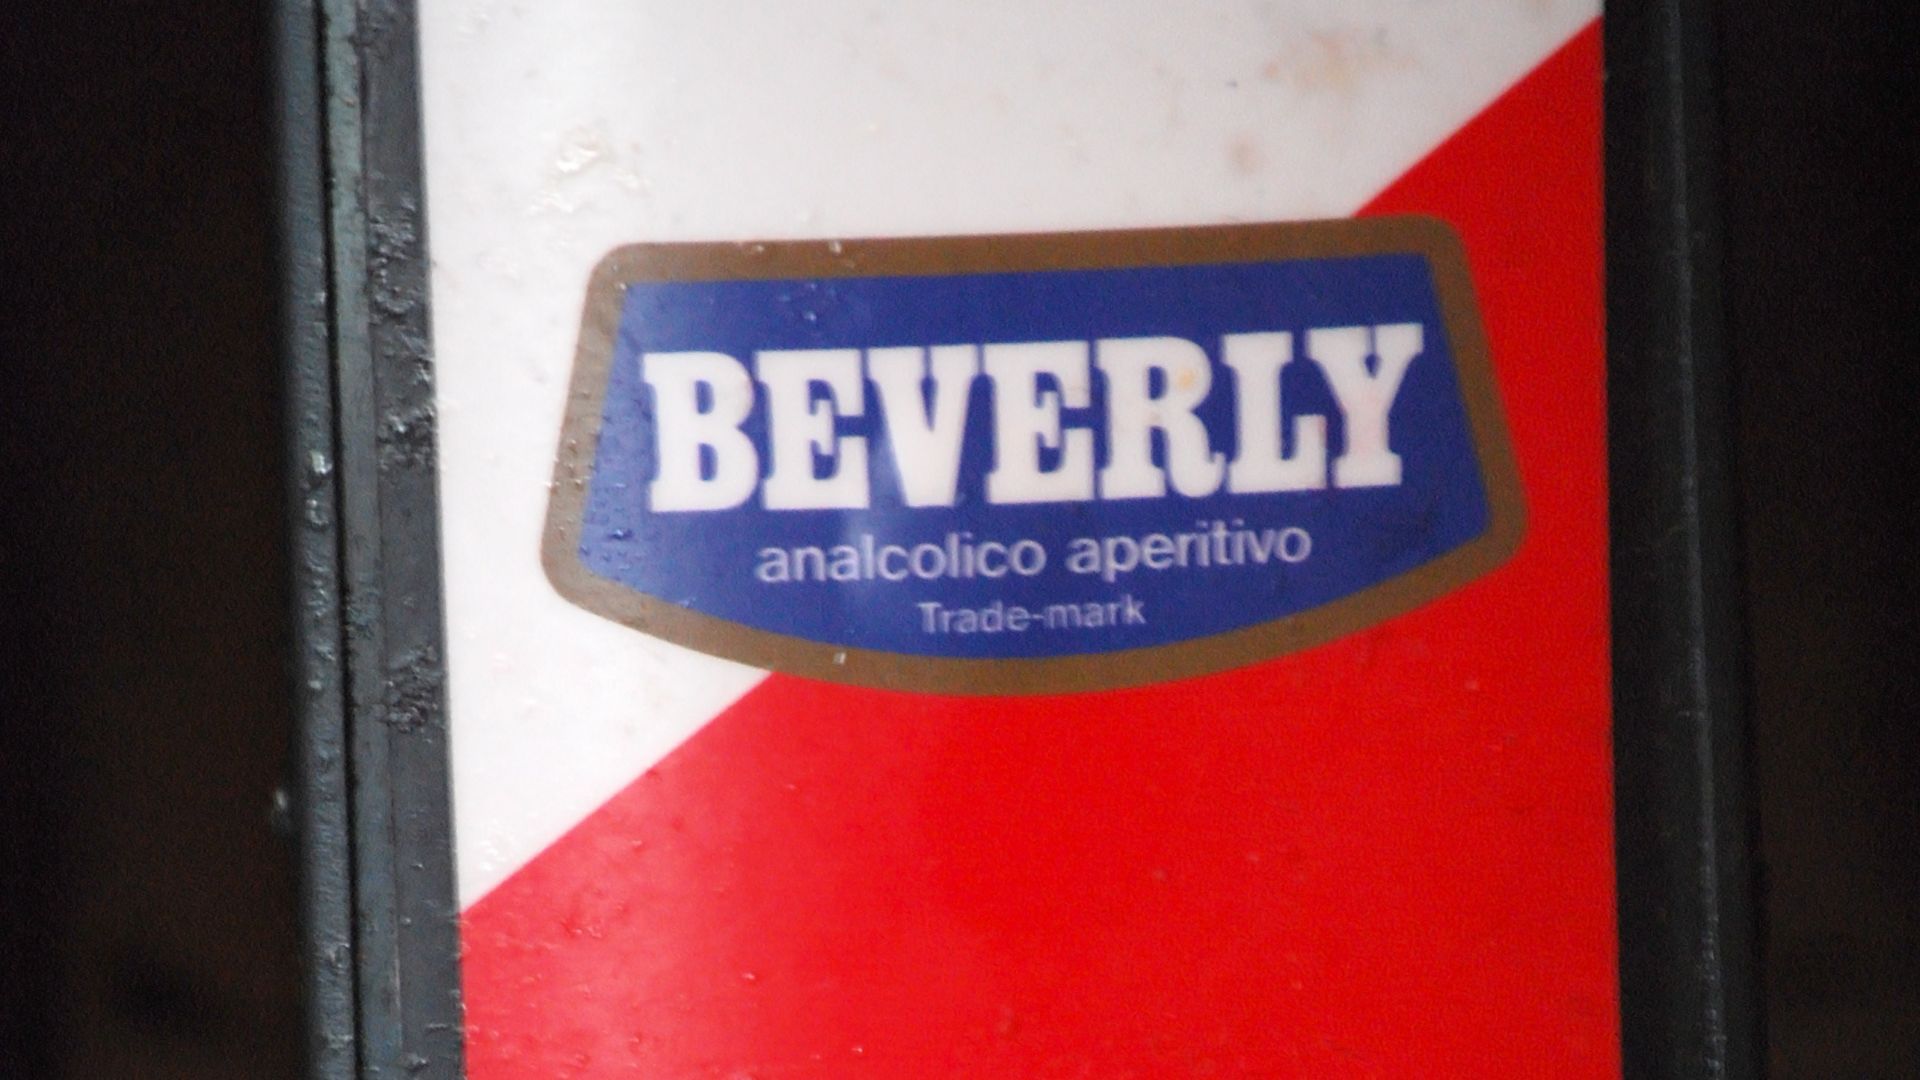 BEVERLY
analcolico aperitivo
Trade-mark